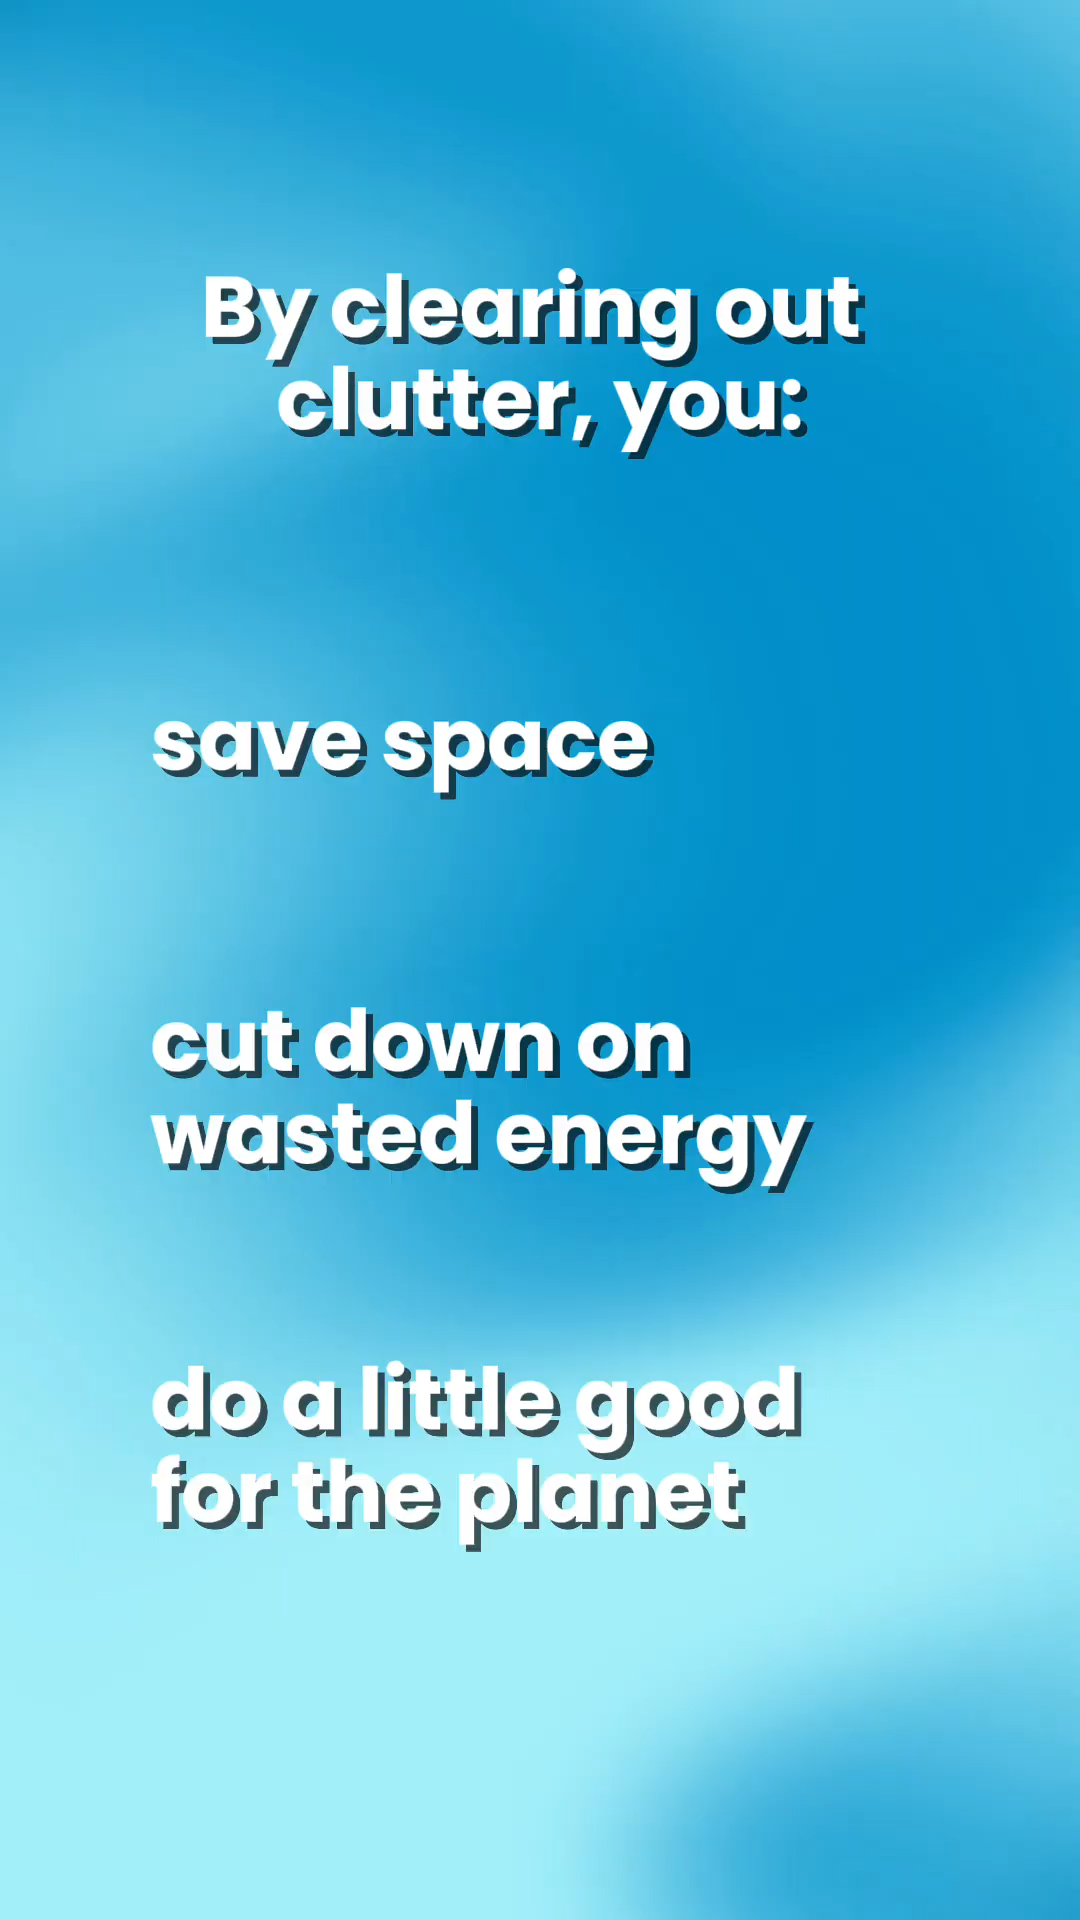 By clearing out
clutter, you:
save space
cut down on
wasted energy
do a little good
for the planet